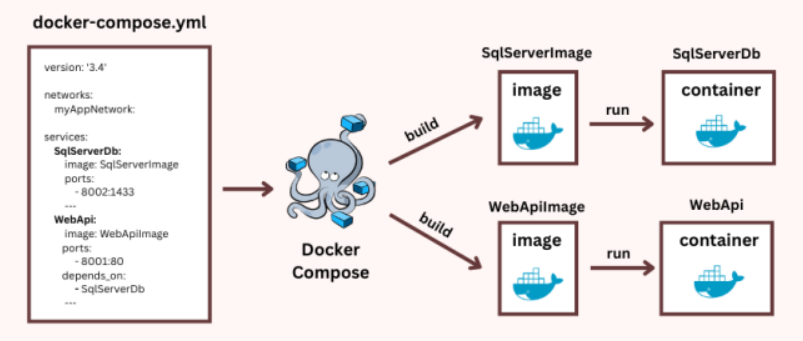 docker-compose.yml
version: '3.4'
networks:
myAppNetwork:
services:
SqlServerDb:
image: SqlServerImage
ports:
- 8002:1433
---
WebApi:
image: WebApiImage
ports:
- 8001:80
depends_on:
- SqlServerDb
---
Docker
Compose
build
build
SqlServerImage
image
run
SqlServerDb
container
WebApiImage
image
run
WebApi
container